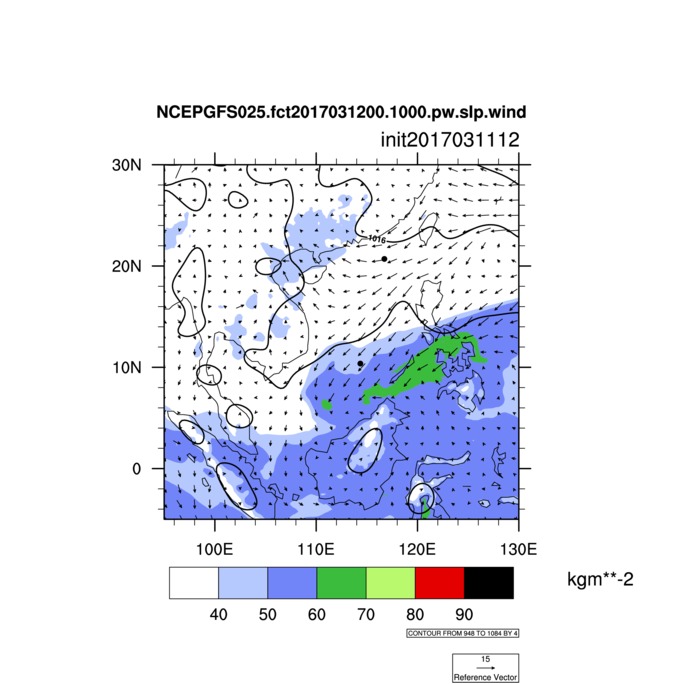 NCEPGFS025.fct2017031200.1000.pw.slp.wind
init2017031112
30N
1016
20N
10N
0
100E 110E 120E 130E
kgm**-2
40 50 60 70 80 90
CONTOUR FROM 948 TO 1084 BY 4
15
Reference Vector